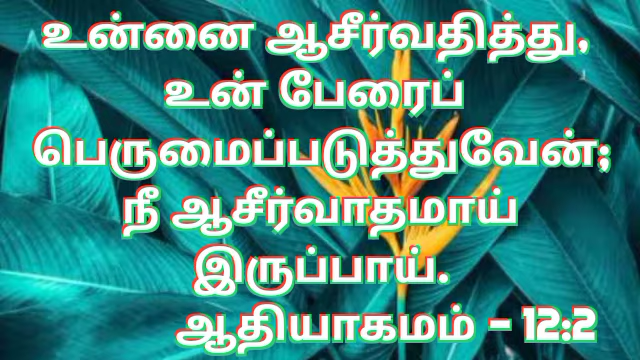 உன்னை ஆசீர்வதித்து,
உன் பேரைப்
பெருமைப்படுத்துவேன்;
நீ ஆசீர்வாதமாய்
இருப்பாய்.
ஆதியாகமம் - 12:2